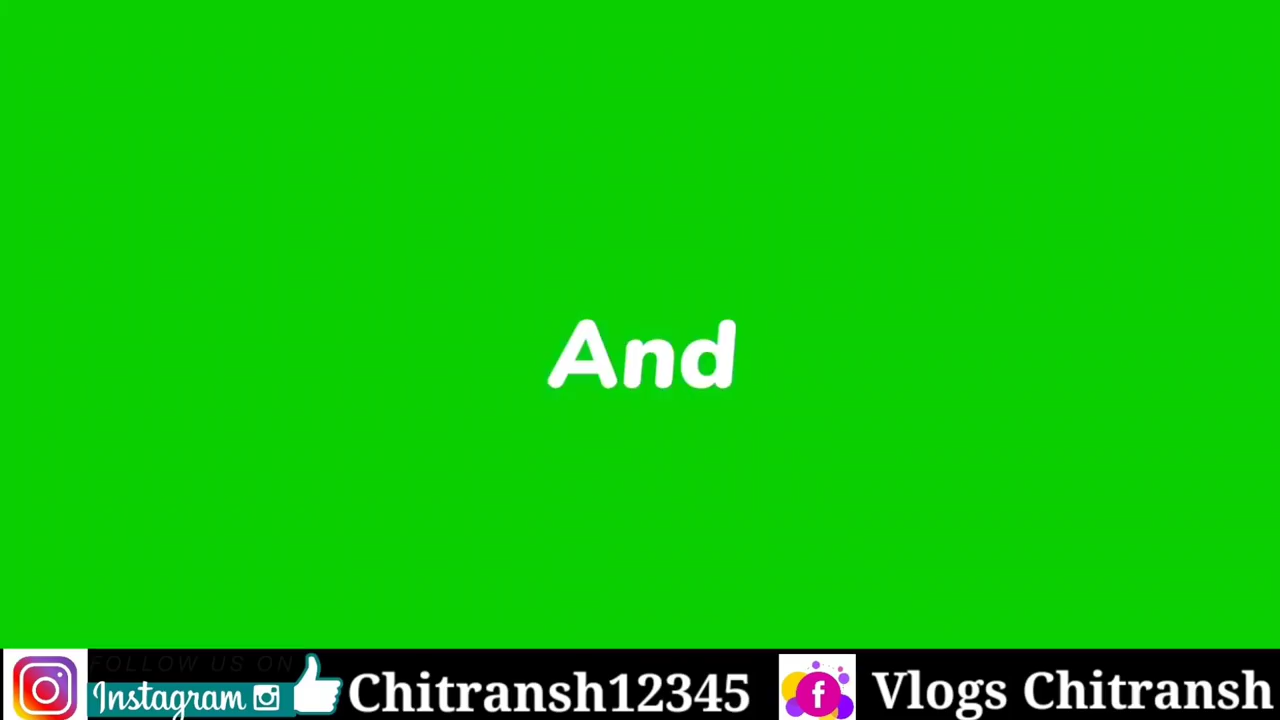 And
FOLLOW US ON
Instagram
Chitransh12345
f
Vlogs Chitransh